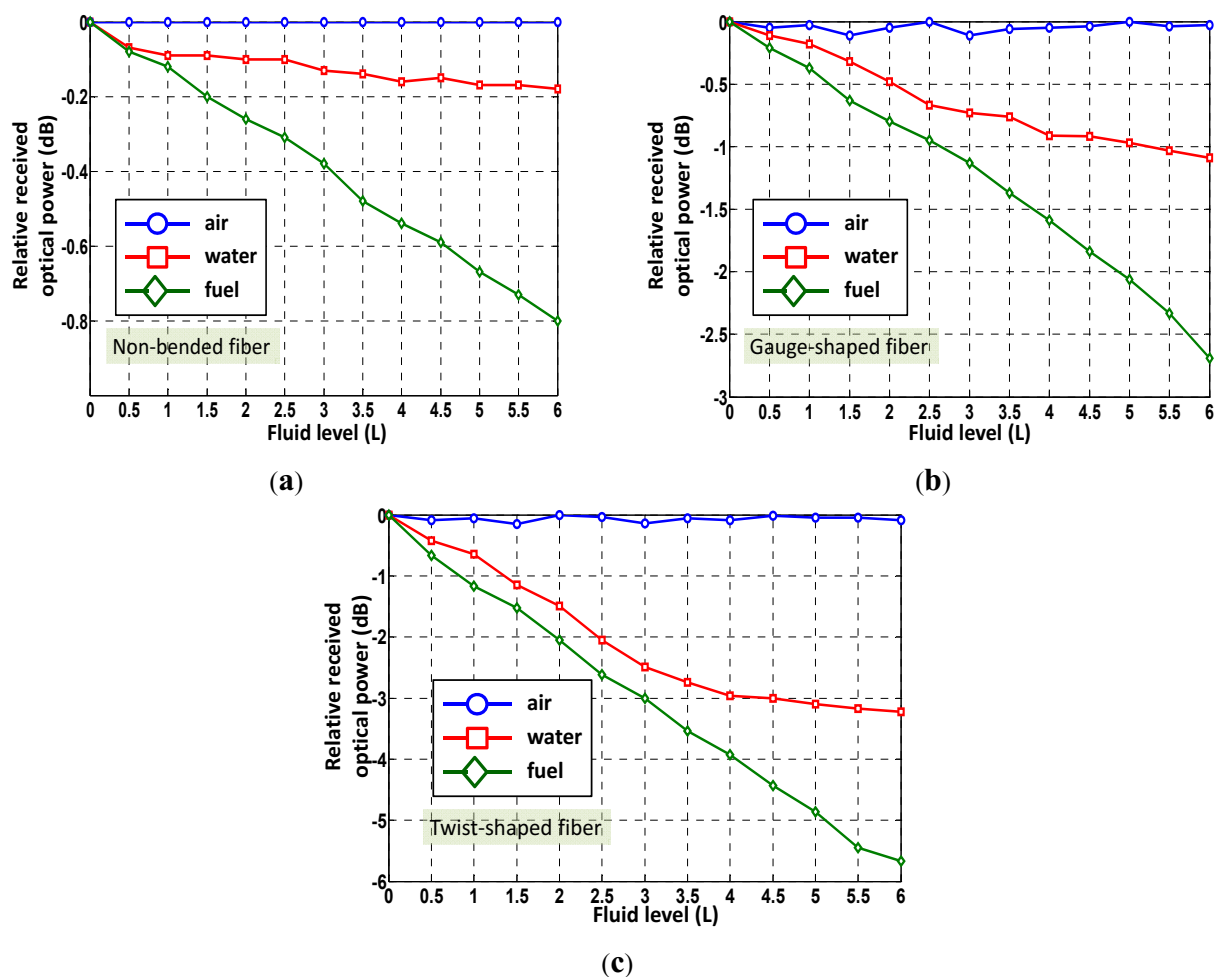 0
-0.2
-0.4
-0.6
-0.8
Relative received
optical power (dB)
air
water
fuel
Non-bended fiber
0 0.5 1 1.5 2 2.5 3 3.5 4 4.5 5 5.5 6
Fluid level (L)
(a)
0
-0.5
-1
-1.5
-2
-2.5
-3
Relative received
optical power (dB)
air
water
fuel
Gauge-shaped fiber
0 0.5 1 1.5 2 2.5 3 3.5 4 4.5 5 5.5 6
Fluid level (L)
(b)
0
-1
-2
-3
-4
-5
-6
Relative received
optical power (dB)
air
water
fuel
Twist-shaped fiber
0 0.5 1 1.5 2 2.5 3 3.5 4 4.5 5 5.5 6
Fluid level (L)
(c)